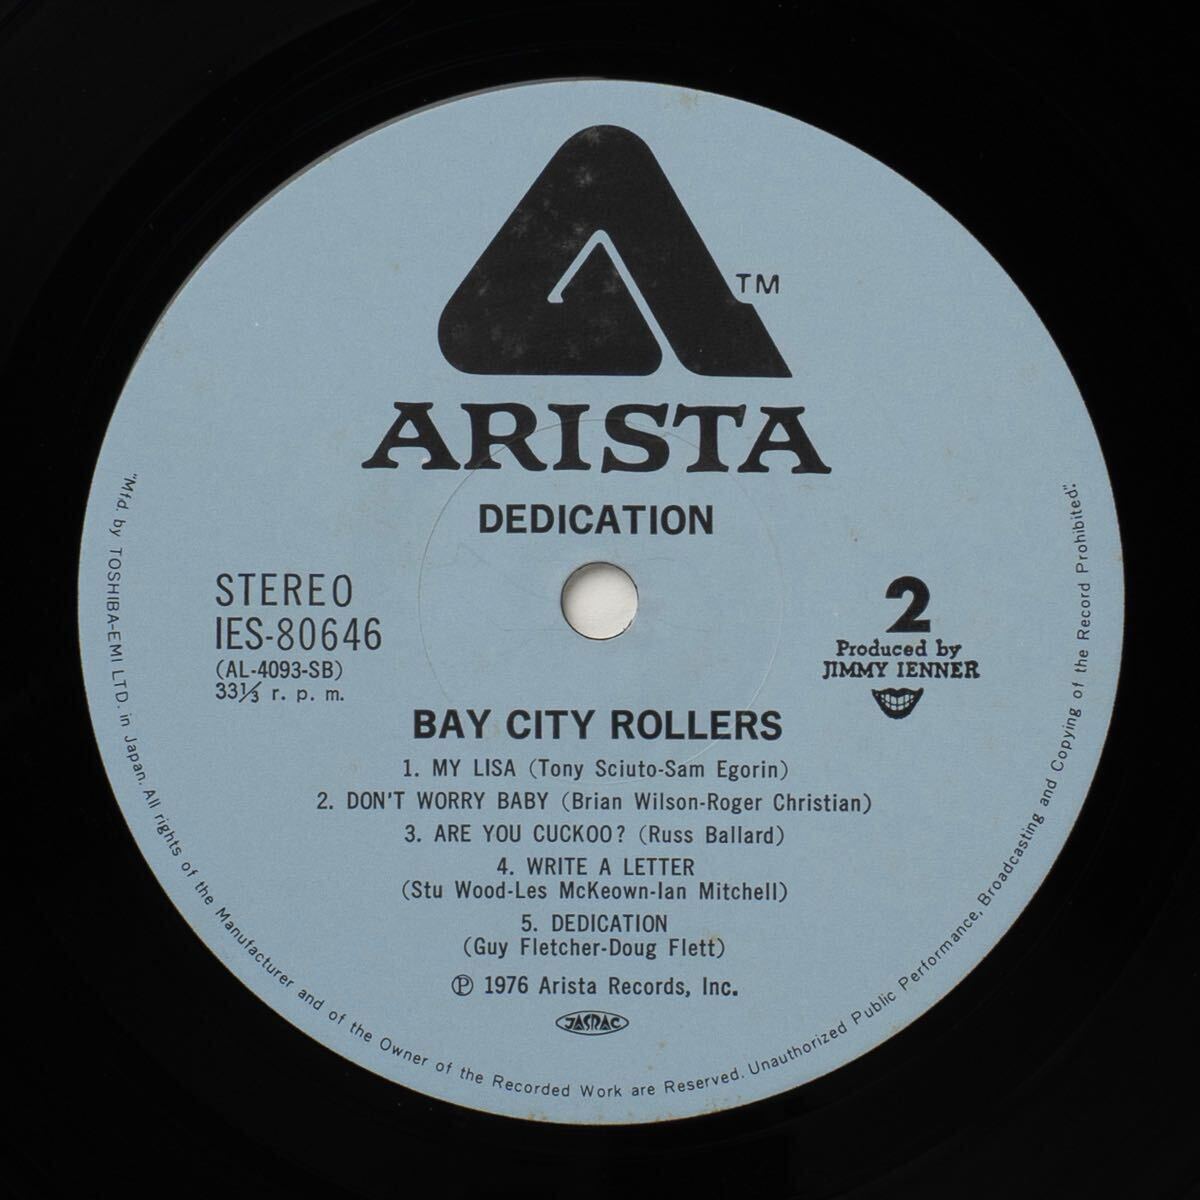 TM
ARISTA
DEDICATION
STEREO
IES-80646
(AL-4093-SB)
33⅓ r. p. m.
2
Produced by
JIMMY IENNER
BAY CITY ROLLERS
1. MY LISA (Tony Sciuto-Sam Egorin)
2. DON'T WORRY BABY (Brian Wilson-Roger Christian)
3. ARE YOU CUCKOO? (Russ Ballard)
4. WRITE A LETTER
(Stu Wood-Les McKeown-Ian Mitchell)
5. DEDICATION
(Guy Fletcher-Doug Flett)
Ⓟ 1976 Arista Records, Inc.
JASRAC
"Mfd. by TOSHIBA-EMI LTD. in Japan. All rights of the Manufacturer and of the Owner of the Recorded Work are Reserved. Unauthorized Public Performance, Broadcasting and Copying of the Record Prohibited".